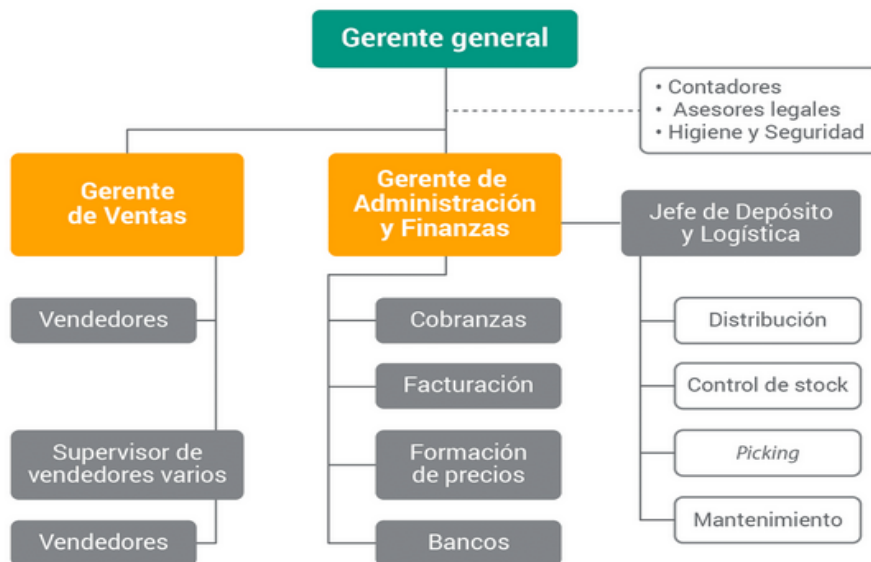 Gerente general
• Contadores
• Asesores legales
• Higiene y Seguridad
Gerente
de Ventas
Gerente de
Administración
y Finanzas
Jefe de Depósito
y Logística
Vendedores
Supervisor de
vendedores varios
Vendedores
Cobranzas
Facturación
Formación
de precios
Bancos
Distribución
Control de stock
Picking
Mantenimiento